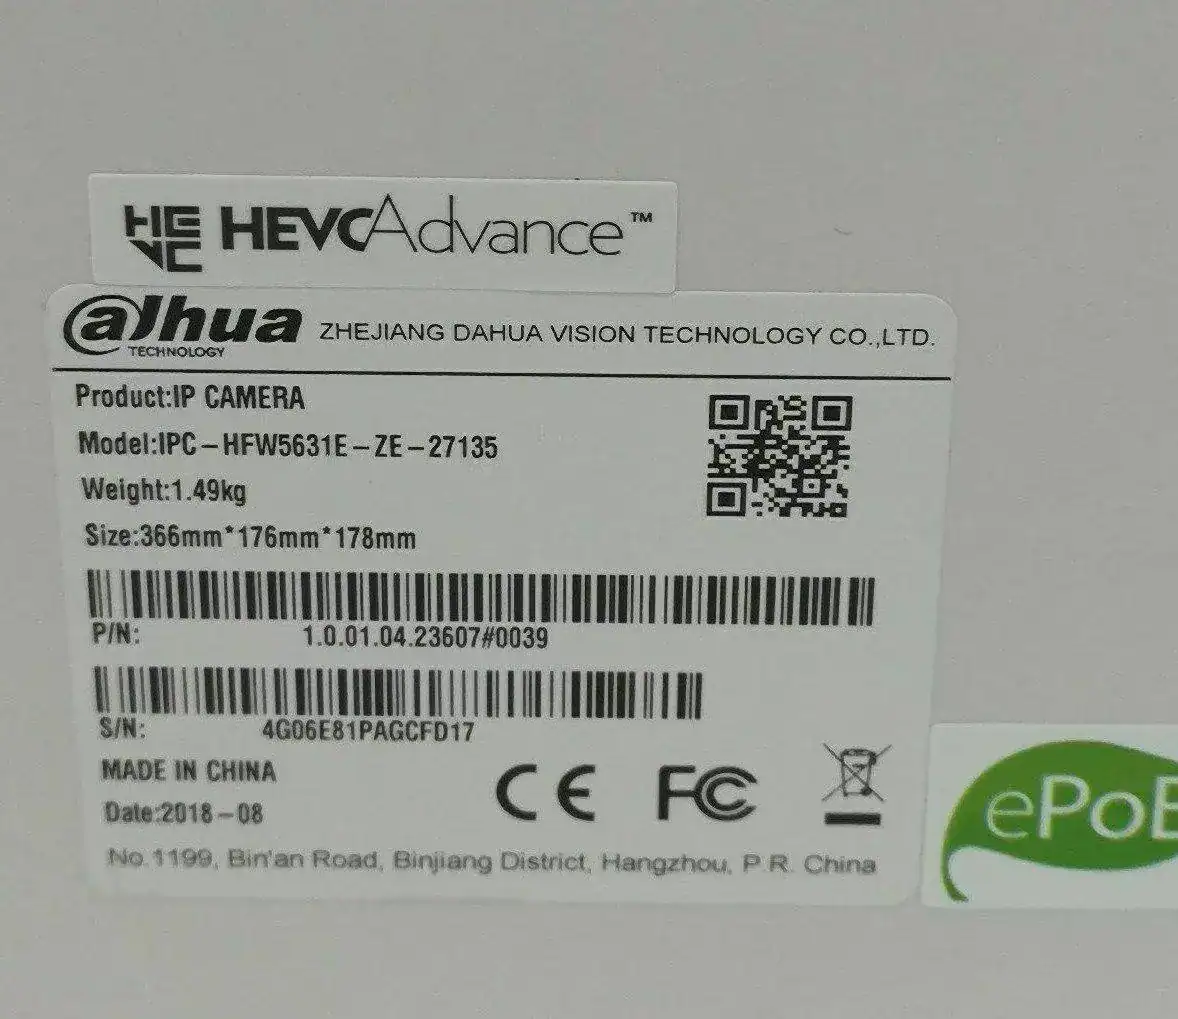 HEVC HEVCAdvance™
alhua ZHEJIANG DAHUA VISION TECHNOLOGY CO.,LTD.
TECHNOLOGY
Product:IP CAMERA
Model:IPC-HFW5631E-ZE-27135
Weight:1.49kg
Size:366mm*176mm*178mm
P/N: 1.0.01.04.23607#0039
S/N: 4G06E81PAGCFD17
MADE IN CHINA
CE FC
Date:2018-08
No.1199, Bin'an Road, Binjiang District, Hangzhou, P.R. China
ePoE